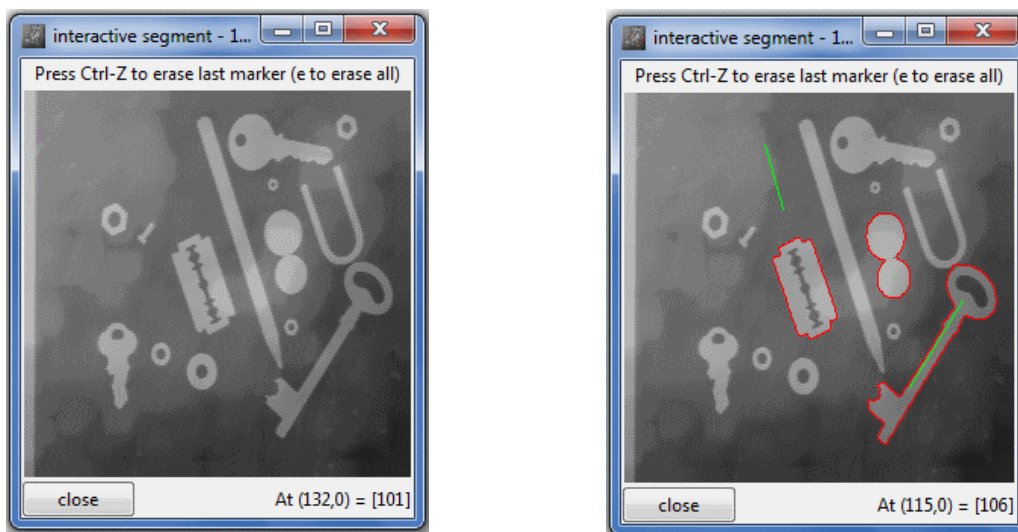 interactive segment - 1...
Press Ctrl-Z to erase last marker (e to erase all)
close
At (132,0) = [101]
interactive segment - 1...
Press Ctrl-Z to erase last marker (e to erase all)
close
At (115,0) = [106]